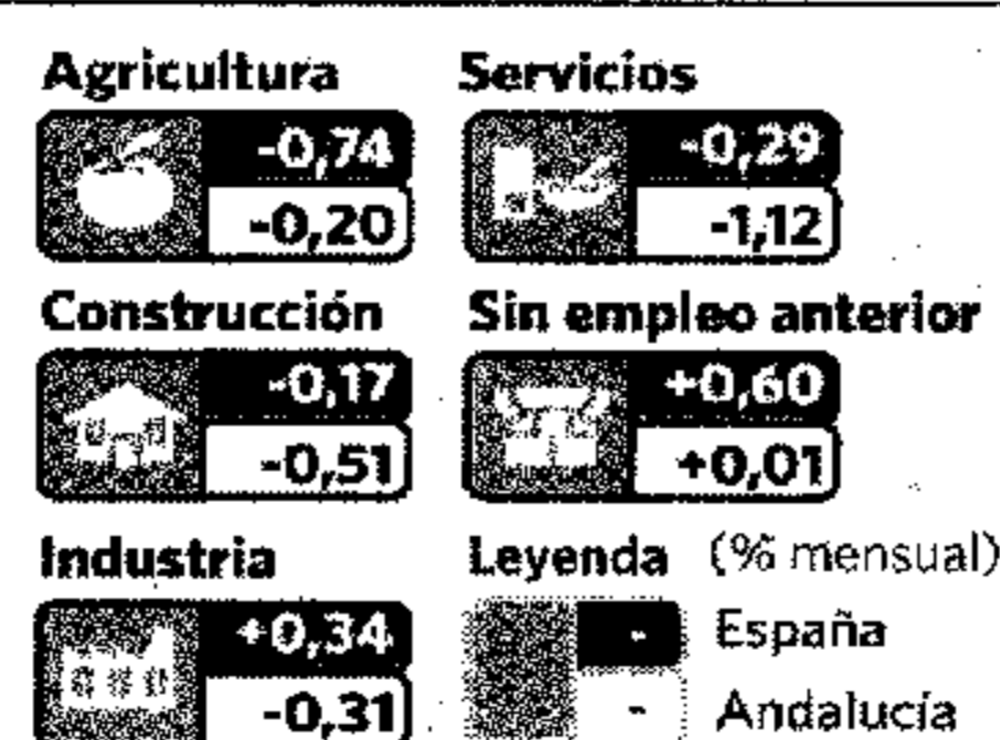 Agricultura
-0,74
-0,20
Servicios
-0,29
-1,12
Construcción
-0,17
-0,51
Sin empleo anterior
+0,60
+0,01
Industria
+0,34
-0,31
Leyenda (% mensual)
- España
- Andalucía